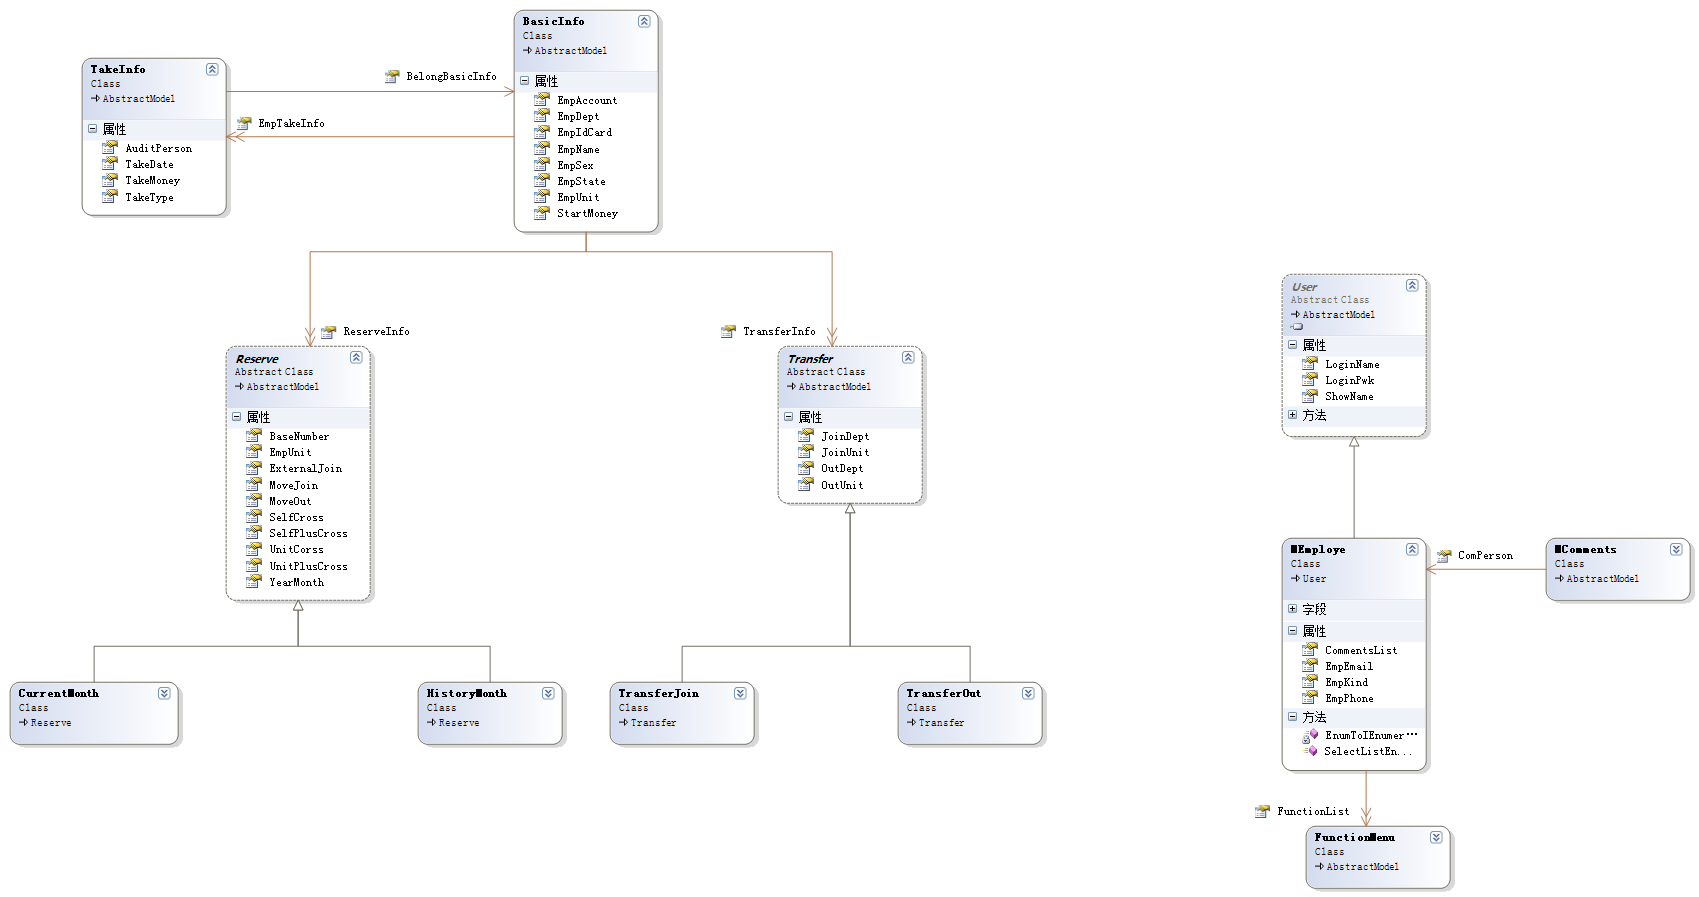 BasicInfo
Class
AbstractModel
属性
EmpAccount
EmpDept
EmpIdCard
EmpName
EmpSex
EmpState
EmpUnit
StartMoney
TakeInfo
Class
AbstractModel
属性
AuditPerson
TakeDate
TakeMoney
TakeType
BelongBasicInfo
EmpTakeInfo
ReserveInfo
TransferInfo
Reserve
Abstract Class
AbstractModel
属性
BaseNumber
EmpUnit
ExternalJoin
MoveJoin
MoveOut
SelfCross
SelfPlusCross
UnitCorss
UnitPlusCross
YearMonth
Transfer
Abstract Class
AbstractModel
属性
JoinDept
JoinUnit
OutDept
OutUnit
CurrentMonth
Class
Reserve
HistoryMonth
Class
Reserve
TransferJoin
Class
Transfer
TransferOut
Class
Transfer
User
Abstract Class
AbstractModel
属性
LoginName
LoginPwk
ShowName
方法
MEmploye
Class
User
字段
属性
CommentsList
EmpEmail
EmpKind
EmpPhone
方法
EnumToIEnumer...
SelectListEn...
ComPerson
MComments
Class
AbstractModel
FunctionList
FunctionMenu
Class
AbstractModel